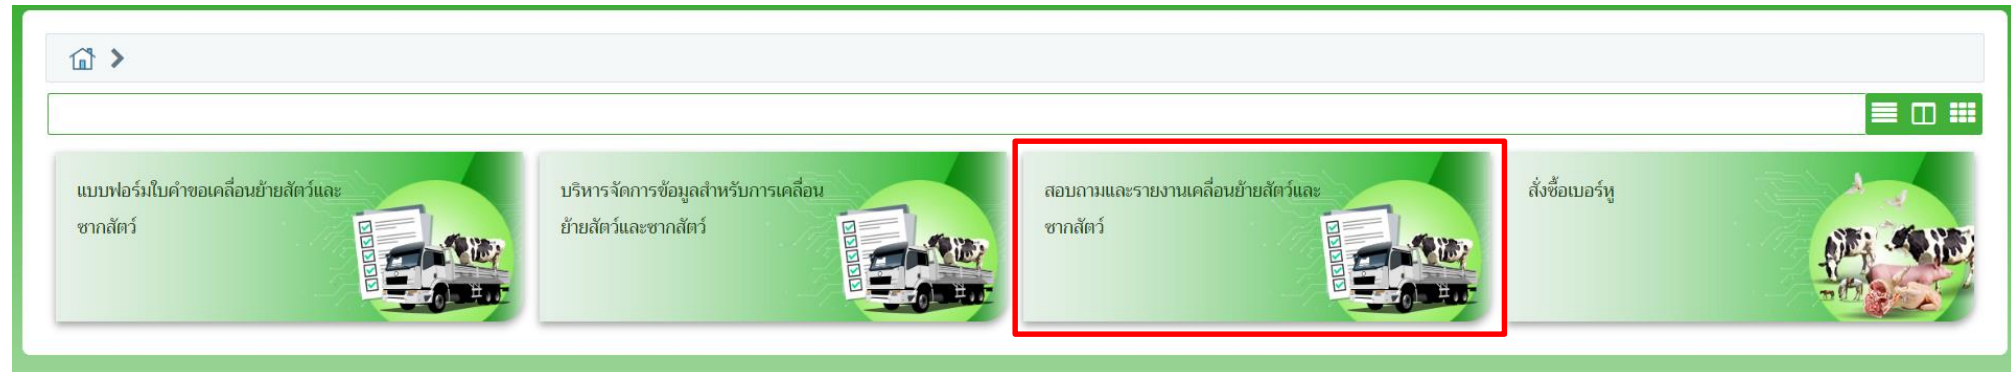 แบบฟอร์มใบคำขอเคลื่อนย้ายสัตว์และ
ซากสัตว์
บริหารจัดการข้อมูลสำหรับการเคลื่อน
ย้ายสัตว์และซากสัตว์
สอบถามและรายงานเคลื่อนย้ายสัตว์และ
ซากสัตว์
สั่งซื้อเบอร์หู